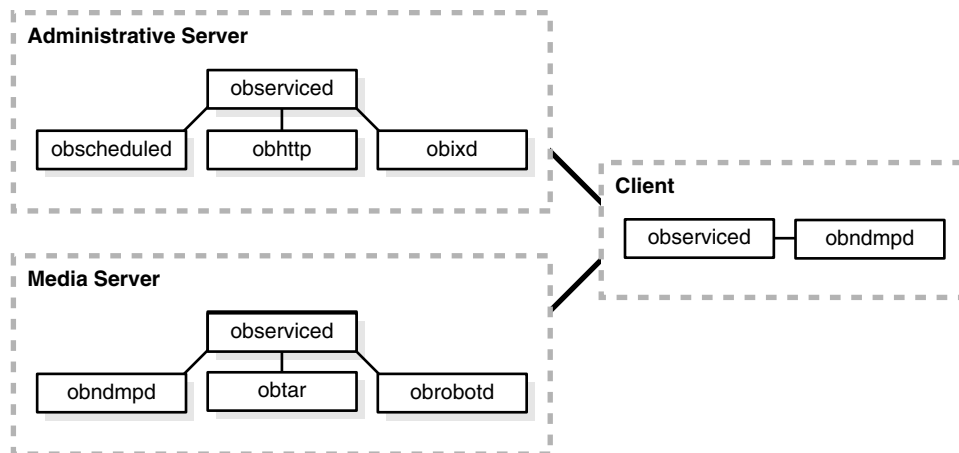 Administrative Server
observiced
obscheduled
obhttp
obixd
Client
observiced
obndmpd
Media Server
observiced
obndmpd
obtar
obrobotd